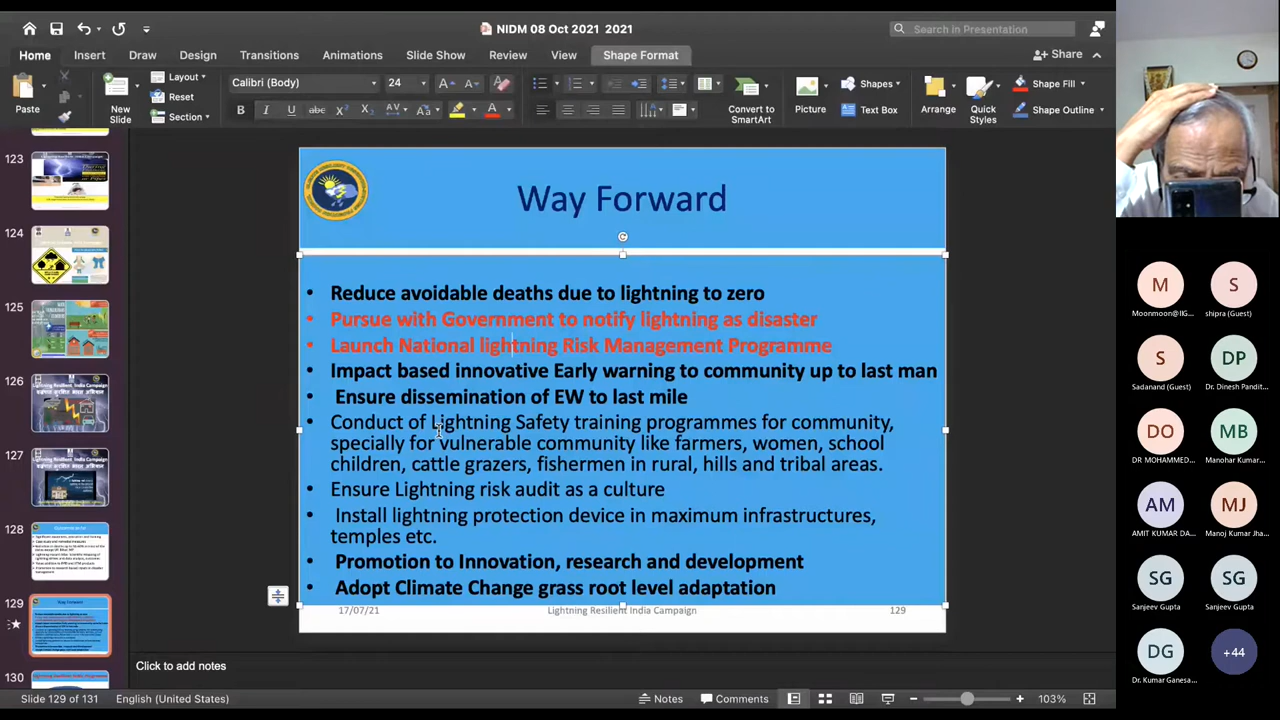 NIDM 08 Oct 2021 2021
Search in Presentation
Home Insert Draw Design Transitions Animations Slide Show Review View Shape Format Share
Paste
New Slide
Layout
Reset
Section
Calibri (Body) 24
B I U abc X² X₂ AV Aa A
Convert to SmartArt
Picture
Shapes
Text Box
Arrange
Quick Styles
Shape Fill
Shape Outline
123
124
125
126
127
128
129
130
Way Forward
• Reduce avoidable deaths due to lightning to zero
• Pursue with Government to notify lightning as disaster
• Launch National lightning Risk Management Programme
• Impact based innovative Early warning to community up to last man
• Ensure dissemination of EW to last mile
• Conduct of Lightning Safety training programmes for community,
specially for vulnerable community like farmers, women, school
children, cattle grazers, fishermen in rural, hills and tribal areas.
• Ensure Lightning risk audit as a culture
• Install lightning protection device in maximum infrastructures,
temples etc.
• Promotion to Innovation, research and development
• Adopt Climate Change grass root level adaptation
17/07/21 Lightning Resilient India Campaign 129
Click to add notes
Slide 129 of 131 English (United States) Notes Comments 103%
M S
Moonmoon@IIG... shipra (Guest)
S DP
Sadanand (Guest) Dr. Dinesh Pandit...
DO MB
DR MOHAMMED... Manohar Kumar...
AM MJ
AMIT KUMAR DA... Manoj Kumar Jha...
SG SG
Sanjeev Gupta Sanjeev Gupta
DG +44
Dr. Kumar Ganesa...